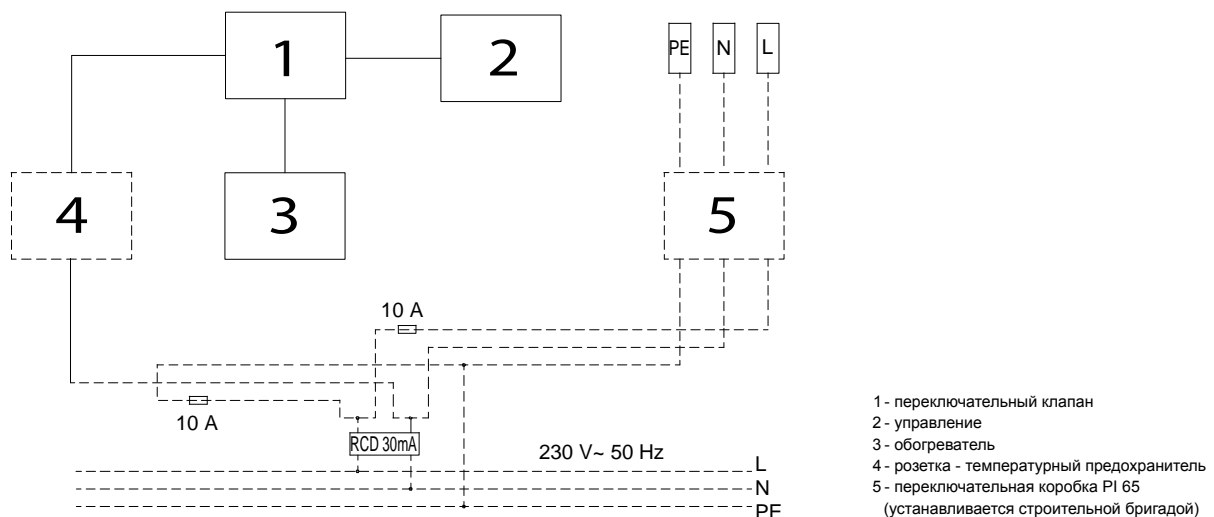 1
2
PE N L
4
3
5
10 A
10 A
RCD 30mA
230 V~ 50 Hz
L
N
PE
1 - переключательный клапан
2 - управление
3 - обогреватель
4 - розетка - температурный предохранитель
5 - переключательная коробка PI 65
(устанавливается строительной бригадой)